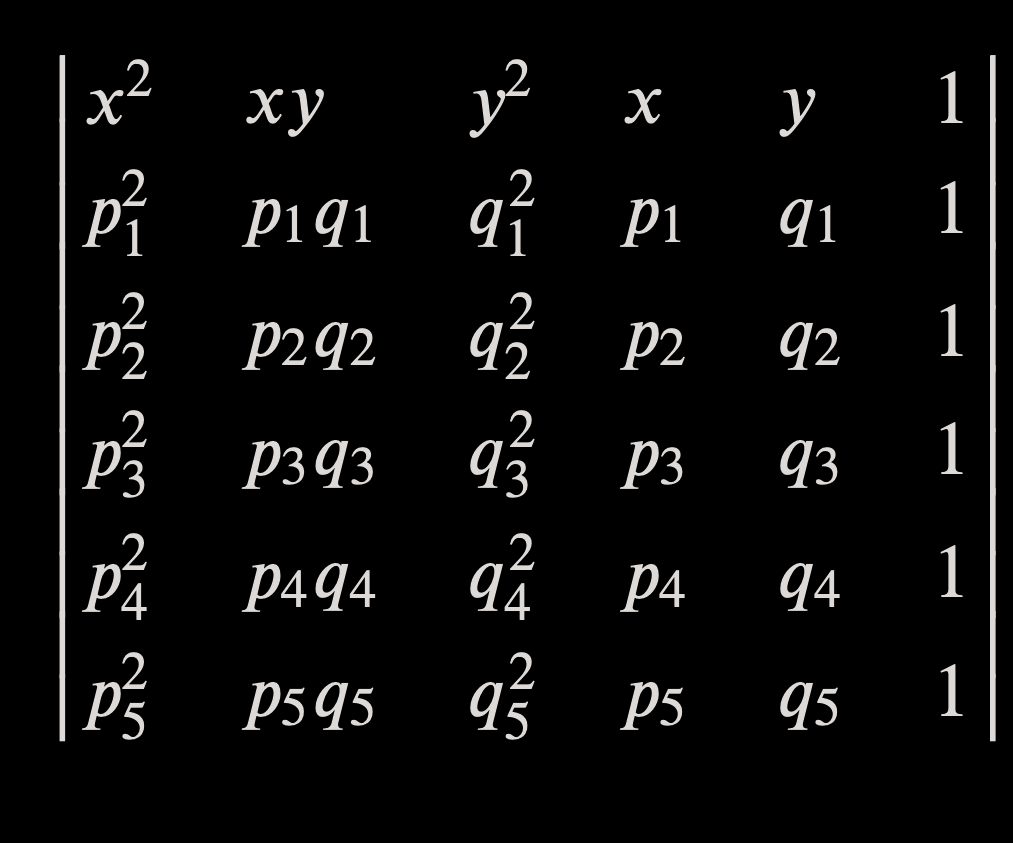 x² xy y² x y 1
p₁² p₁q₁ q₁² p₁ q₁ 1
p₂² p₂q₂ q₂² p₂ q₂ 1
p₃² p₃q₃ q₃² p₃ q₃ 1
p₄² p₄q₄ q₄² p₄ q₄ 1
p₅² p₅q₅ q₅² p₅ q₅ 1